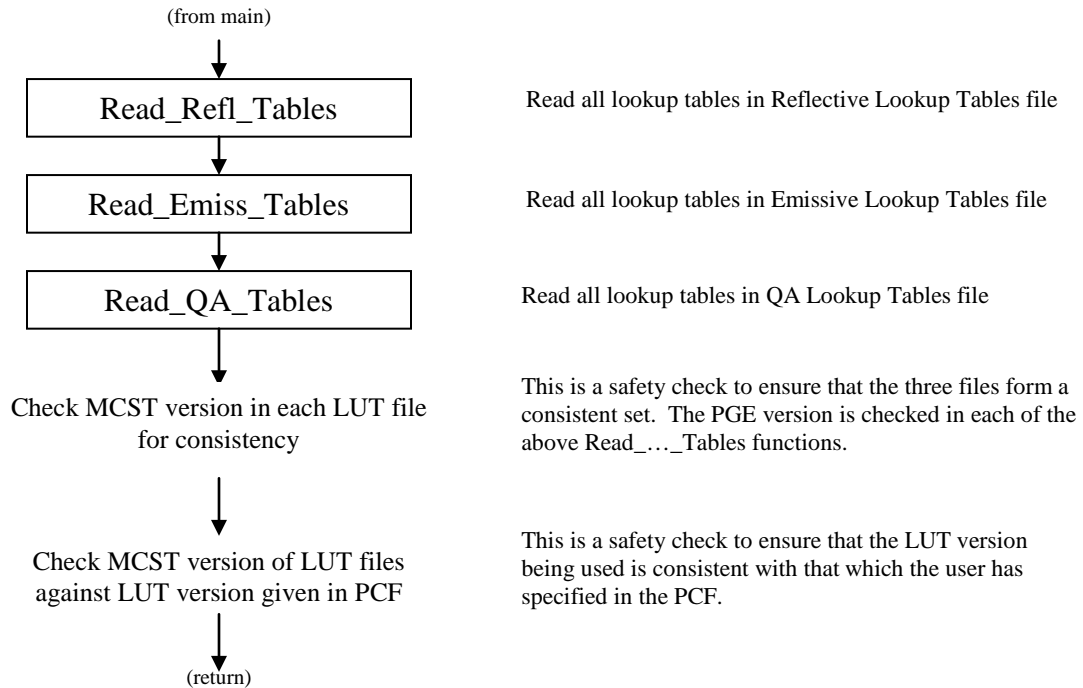 (from main)
Read_Refl_Tables
Read all lookup tables in Reflective Lookup Tables file
Read_Emiss_Tables
Read all lookup tables in Emissive Lookup Tables file
Read_QA_Tables
Read all lookup tables in QA Lookup Tables file
Check MCST version in each LUT file
for consistency
This is a safety check to ensure that the three files form a
consistent set.  The PGE version is checked in each of the
above Read_…_Tables functions.
Check MCST version of LUT files
against LUT version given in PCF
This is a safety check to ensure that the LUT version
being used is consistent with that which the user has
specified in the PCF.
(return)